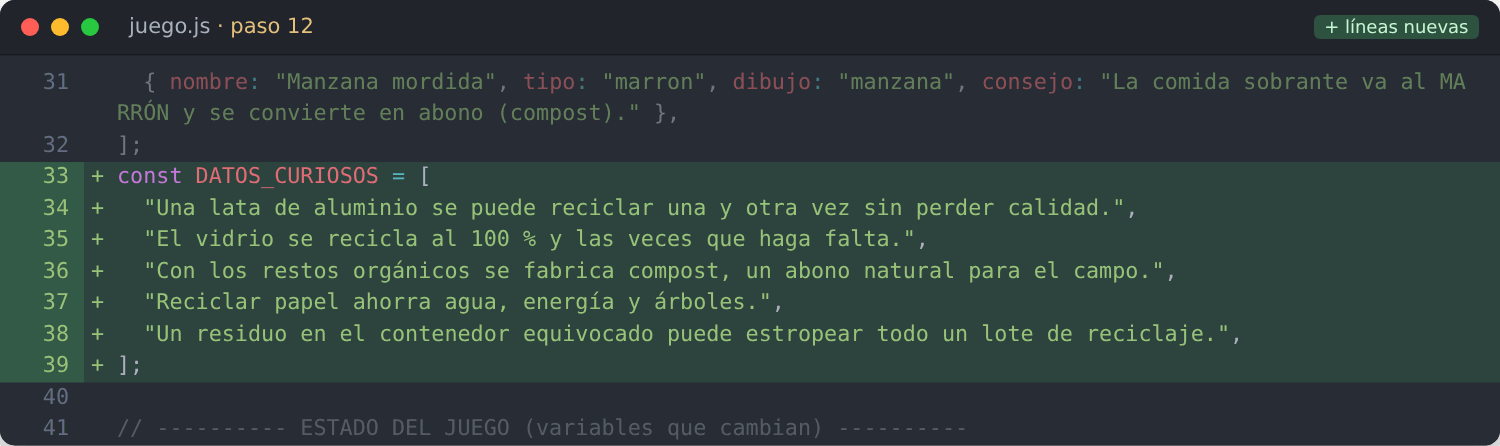 juego.js · paso 12
+ líneas nuevas
31 { nombre: "Manzana mordida", tipo: "marron", dibujo: "manzana", consejo: "La comida sobrante va al MA
RRÓN y se convierte en abono (compost)." },
32 ];
33 + const DATOS_CURIOSOS = [
34 + "Una lata de aluminio se puede reciclar una y otra vez sin perder calidad.",
35 + "El vidrio se recicla al 100 % y las veces que haga falta.",
36 + "Con los restos orgánicos se fabrica compost, un abono natural para el campo.",
37 + "Reciclar papel ahorra agua, energía y árboles.",
38 + "Un residuo en el contenedor equivocado puede estropear todo un lote de reciclaje.",
39 + ];
40
41 // ---------- ESTADO DEL JUEGO (variables que cambian) ----------